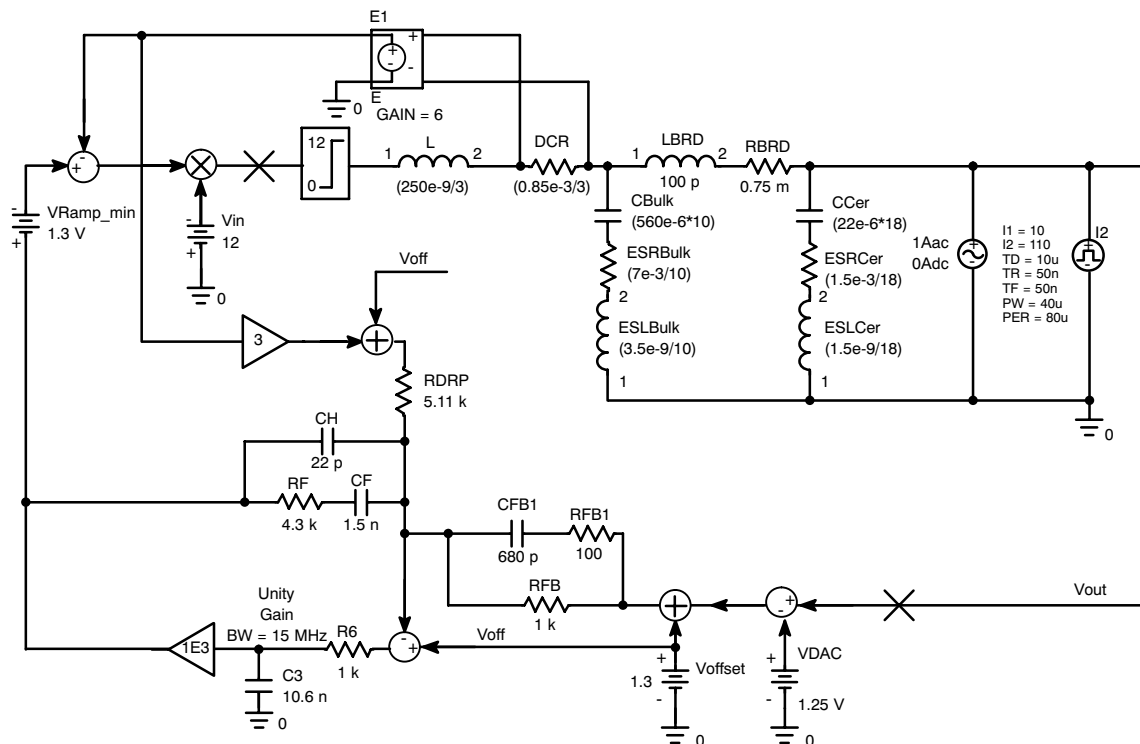 E1
+
+
-
-
E
0
GAIN = 6
-
+
12
0
1
L
2
(250e-9/3)
DCR
(0.85e-3/3)
1
LBRD
2
100 p
RBRD
0.75 m
-
VRamp_min
1.3 V
+
-
Vin
12
+
0
CBulk
(560e-6*10)
ESRBulk
(7e-3/10)
2
ESLBulk
(3.5e-9/10)
1
CCer
(22e-6*18)
ESRCer
(1.5e-3/18)
2
ESLCer
(1.5e-9/18)
1
1Aac
0Adc
+
-
I1 = 10
I2 = 110
TD = 10u
TR = 50n
TF = 50n
PW = 40u
PER = 80u
I2
+
-
0
Voff
3
+
RDRP
5.11 k
CH
22 p
RF
4.3 k
CF
1.5 n
CFB1
680 p
RFB1
100
RFB
1 k
+
+
-
Vout
Unity
Gain
BW = 15 MHz
1E3
R6
1 k
-
+
Voff
C3
10.6 n
0
+
1.3
-
Voffset
0
VDAC
+
-
1.25 V
0